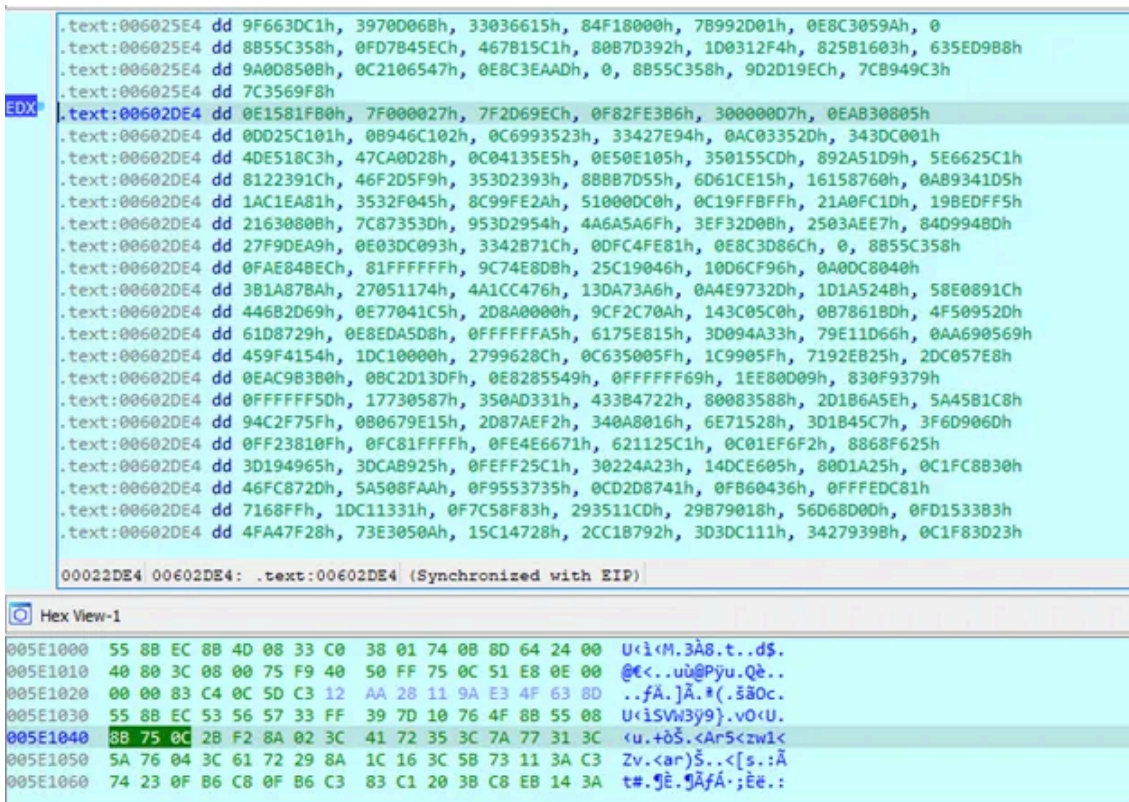 .text:006025E4 dd 9F663DC1h, 3970D06Bh, 33036615h, 84F18000h, 7B992D01h, 0E8C3059Ah, 0
.text:006025E4 dd 8B55C358h, 0FD7B45ECh, 467B15C1h, 80B7D392h, 1D0312F4h, 825B1603h, 635ED9B8h
.text:006025E4 dd 9A0D850Bh, 0C2106547h, 0E8C3EAADh, 0, 8B55C358h, 9D2D19ECh, 7CB949C3h
.text:006025E4 dd 7C3569F8h
EDX
.text:00602DE4 dd 0E1581FB0h, 7F000027h, 7F2D69ECh, 0F82FE3B6h, 300000D7h, 0EAB30805h
.text:00602DE4 dd 0DD25C101h, 0B946C102h, 0C6993523h, 33427E94h, 0AC03352Dh, 343DC001h
.text:00602DE4 dd 4DE518C3h, 47CA0D28h, 0C04135E5h, 0E50E105h, 350155CDh, 892A51D9h, 5E6625C1h
.text:00602DE4 dd 8122391Ch, 46F2D5F9h, 353D2393h, 8BBB7D55h, 6D61CE15h, 16158760h, 0AB9341D5h
.text:00602DE4 dd 1AC1EA81h, 3532F045h, 8C99FE2Ah, 51000DC0h, 0C19FFBFFh, 21A0FC1Dh, 19BEDFF5h
.text:00602DE4 dd 2163080Bh, 7C87353Dh, 953D2954h, 4A6A5A6Fh, 3EF32D0Bh, 2503AEE7h, 84D994BDh
.text:00602DE4 dd 27F9DEA9h, 0E03DC093h, 3342B71Ch, 0DFC4FE81h, 0E8C3D86Ch, 0, 8B55C358h
.text:00602DE4 dd 0FAE84BECh, 81FFFFFFh, 9C74E8DBh, 25C19046h, 10D6CF96h, 0A0DC8040h
.text:00602DE4 dd 3B1A87BAh, 27051174h, 4A1CC476h, 13DA73A6h, 0A4E9732Dh, 1D1A524Bh, 58E0891Ch
.text:00602DE4 dd 446B2D69h, 0E77041C5h, 2D8A0000h, 9CF2C70Ah, 143C05C0h, 0B7861BDh, 4F50952Dh
.text:00602DE4 dd 61D8729h, 0E8EDA5D8h, 0FFFFFFA5h, 6175E815h, 3D094A33h, 79E11D66h, 0AA690569h
.text:00602DE4 dd 459F4154h, 1DC10000h, 2799628Ch, 0C635005Fh, 1C9905Fh, 7192EB25h, 2DC057E8h
.text:00602DE4 dd 0EAC9B3B0h, 0BC2D13DFh, 0E8285549h, 0FFFFFF69h, 1EE80D09h, 830F9379h
.text:00602DE4 dd 0FFFFFF5Dh, 17730587h, 350AD331h, 433B4722h, 80083588h, 2D1B6A5Eh, 5A45B1C8h
.text:00602DE4 dd 94C2F75Fh, 0B0679E15h, 2D87AEF2h, 340A8016h, 6E71528h, 3D1B45C7h, 3F6D906Dh
.text:00602DE4 dd 0FF23810Fh, 0FC81FFFFh, 0FE4E6671h, 621125C1h, 0C01EF6F2h, 8868F625h
.text:00602DE4 dd 3D194965h, 3DCAB925h, 0FEFF25C1h, 30224A23h, 14DCE605h, 80D1A25h, 0C1FC8B30h
.text:00602DE4 dd 46FC872Dh, 5A508FAAh, 0F9553735h, 0CD2D8741h, 0FB60436h, 0FFFEDC81h
.text:00602DE4 dd 7168FFh, 1DC11331h, 0F7C58F83h, 293511CDh, 29B79018h, 56D68D0Dh, 0FD1533B3h
.text:00602DE4 dd 4FA47F28h, 73E3050Ah, 15C14728h, 2CC1B792h, 3D3DC111h, 3427939Bh, 0C1F83D23h
00022DE4 00602DE4: .text:00602DE4 (Synchronized with EIP)
Hex View-1
005E1000 55 8B EC 8B 4D 08 33 C0 38 01 74 0B 8D 64 24 00 U‹ì‹M.3À8.t..d$.
005E1010 40 80 3C 08 00 75 F9 40 50 FF 75 0C 51 E8 0E 00 @€<..uù@Pÿu.Qè..
005E1020 00 00 83 C4 0C 5D C3 12 AA 28 11 9A E3 4F 63 8D ..ƒÄ.]Ã.ª(.šãOc.
005E1030 55 8B EC 53 56 57 33 FF 39 7D 10 76 4F 8B 55 08 U‹ìSVW3ÿ9}.vO‹U.
005E1040 8B 75 0C 2B F2 8A 02 3C 41 72 35 3C 7A 77 31 3C ‹u.+òŠ.<Ar5<zw1<
005E1050 5A 76 04 3C 61 72 29 8A 1C 16 3C 5B 73 11 3A C3 Zv.<ar)Š..<[s.:Ã
005E1060 74 23 0F B6 C8 0F B6 C3 83 C1 20 3B C8 EB 14 3A t#.¶È.¶ÃƒÁ ;Èë.: